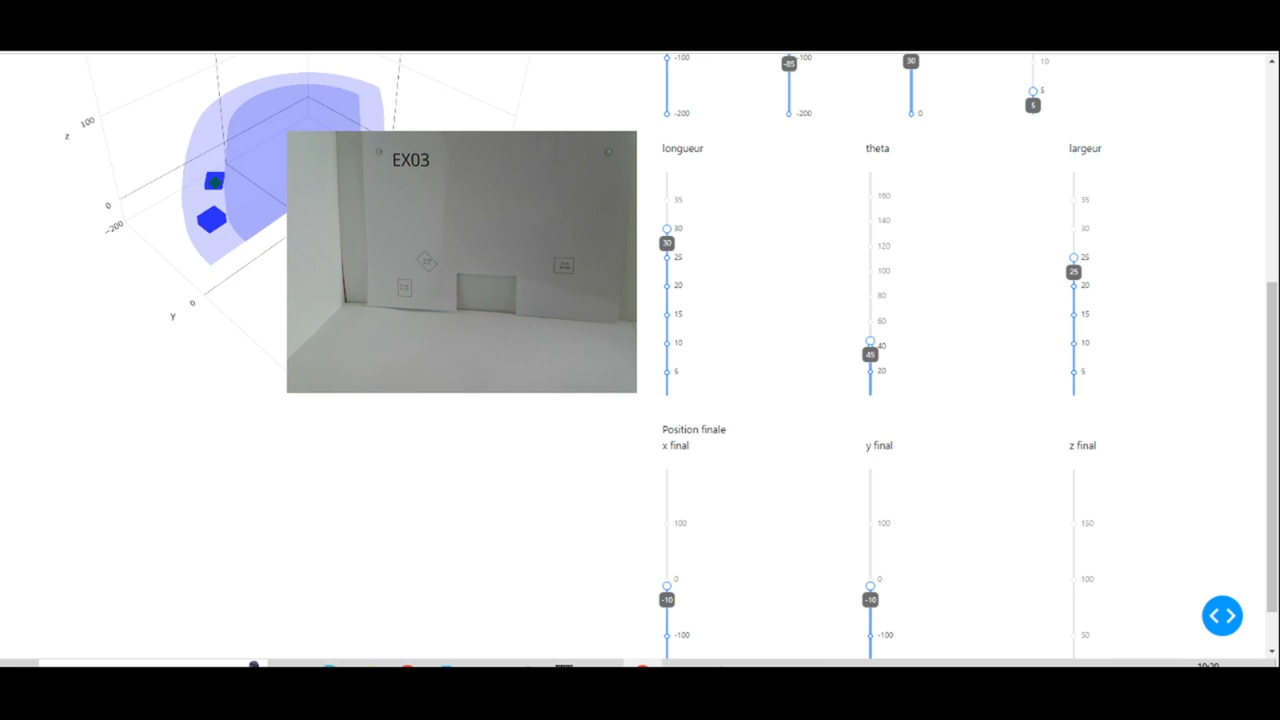 -100 -85 -100 30 10
5
-200 -200 0 5
z 100
longueur theta largeur
EX03
35 160 35
140
30 120 30
30
25 100 25
25
0
-200
20 80 20
15 60 15
y 0
10 40 10
45
5 20 5
Position finale
x final y final z final
100 100 150
0 0 100
-10 -10
-100 -100 50